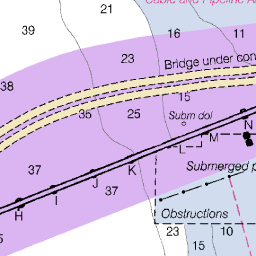 Cable and Pipeline A
21
39
16
11
Bridge under con
23
38
15
35
25
Subm dol
N
M
L
K
Submerged p
37
J
I
37
H
Obstructions
23
10
15